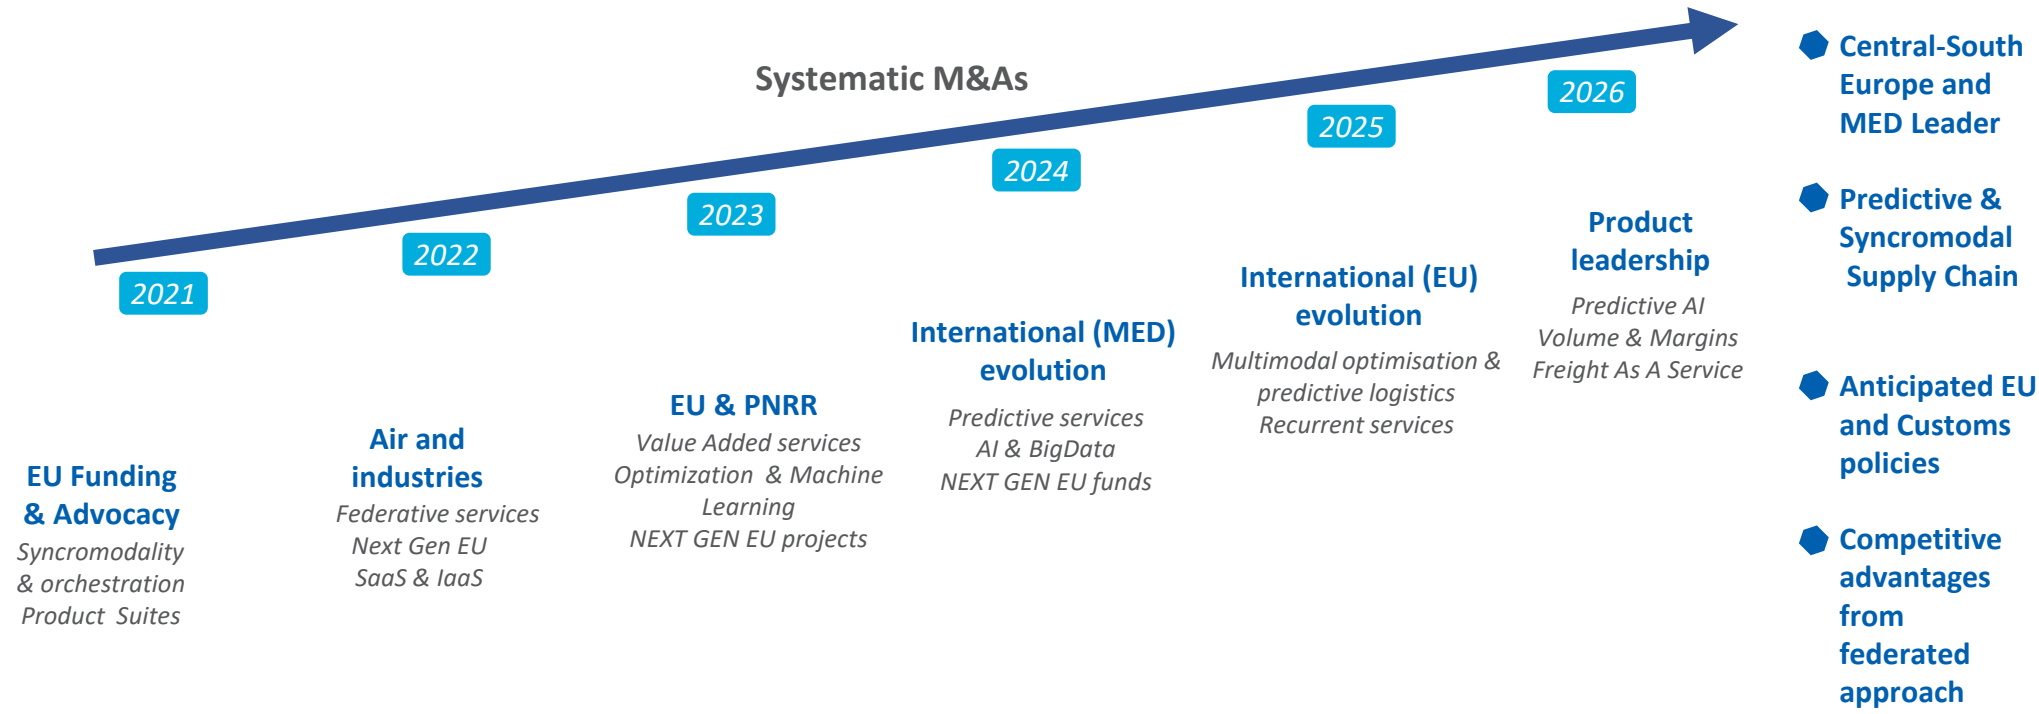 Systematic M&As
2021
EU Funding
& Advocacy
Syncromodality
& orchestration
Product Suites
2022
Air and
industries
Federative services
Next Gen EU
SaaS & IaaS
2023
EU & PNRR
Value Added services
Optimization & Machine
Learning
NEXT GEN EU projects
2024
International (MED)
evolution
Predictive services
AI & BigData
NEXT GEN EU funds
2025
International (EU)
evolution
Multimodal optimisation &
predictive logistics
Recurrent services
2026
Product
leadership
Predictive AI
Volume & Margins
Freight As A Service
Central-South
Europe and
MED Leader
Predictive &
Syncromodal
Supply Chain
Anticipated EU
and Customs
policies
Competitive
advantages
from
federated
approach